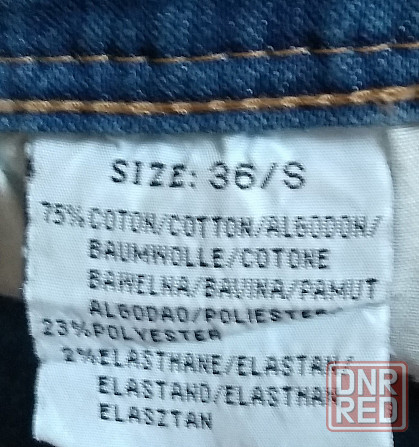 SIZE: 36/S
75% COTON/COTTON/ALGODON/
BAUMWOLLE/COTONE
BAWELNA/BAVLNA/PAMUT
ALGODAO/POLIESTER
23% POLYESTER
2% ELASTHANE/ELASTAN/
ELASTANO/ELASTHAN
ELASZTAN
DNR
RED